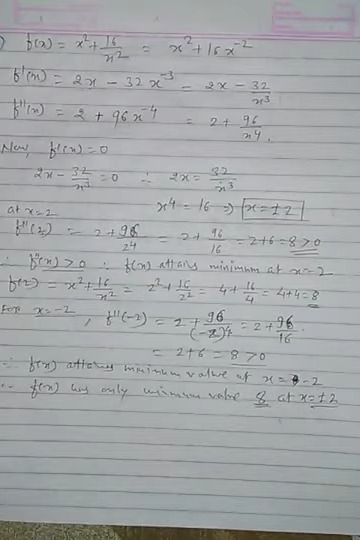 ) f(x) = x² + 16/x² = x² + 16x⁻²
f'(x) = 2x - 32x⁻³ = 2x - 32/x³
f''(x) = 2 + 96x⁻⁴ = 2 + 96/x⁴.
Now, f'(x) = 0
2x - 32/x³ = 0 ∴ 2x = 32/x³
x⁴ = 16 ⇒ x = ±2
at x = 2
f''(2) = 2 + 96/2⁴ = 2 + 96/16 = 2+6 = 8 > 0
∴ f''(x) > 0 ∴ f(x) attains minimum at x = 2
f(2) = x² + 16/x² = 2² + 16/2² = 4 + 16/4 = 4+4 = 8
For x = -2, f''(-2) = 2 + 96/(-2)⁴ = 2 + 96/16.
= 2+6 = 8 > 0
∴ f(x) attains minimum value at x = -2
∴ f(x) has only minimum value 8 at x = ±2